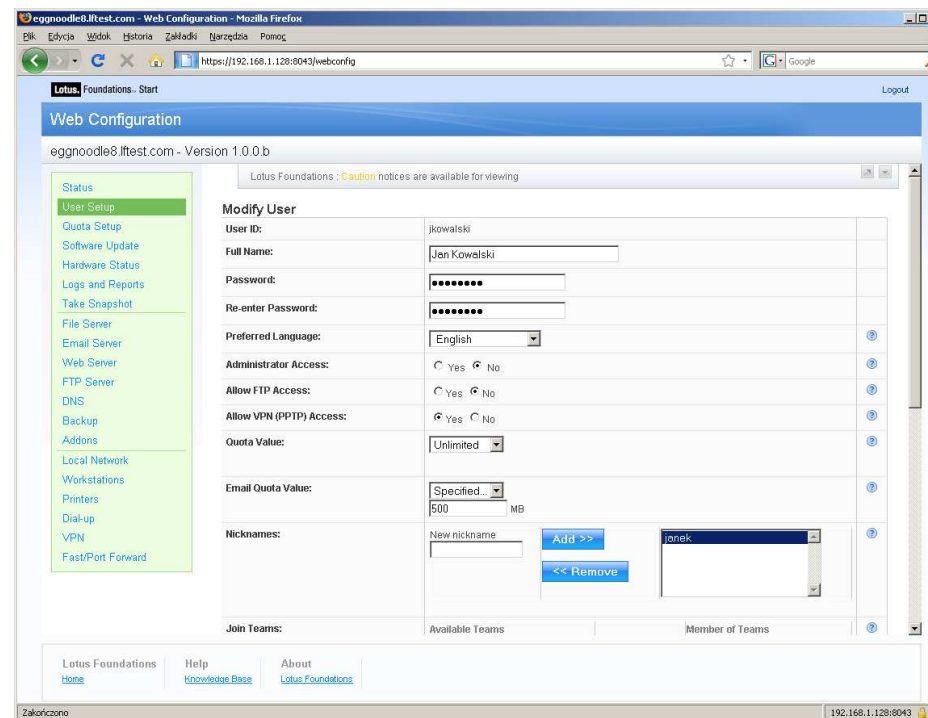 eggnoodle8.lftest.com - Web Configuration - Mozilla Firefox
Plik Edycja Widok Historia Zakładki Narzędzia Pomoc
https://192.168.1.128:8043/webconfig
Google
Lotus. Foundations Start
Logout
Web Configuration
eggnoodle8.lftest.com - Version 1.0.0.b
Lotus Foundations : Caution notices are available for viewing
Status
User Setup
Quota Setup
Software Update
Hardware Status
Logs and Reports
Take Snapshot
File Server
Email Server
Web Server
FTP Server
DNS
Backup
Addons
Local Network
Workstations
Printers
Dial-up
VPN
Fast/Port Forward
Modify User
User ID: jkowalski
Full Name: Jan Kowalski
Password: ●●●●●●●●
Re-enter Password: ●●●●●●●●
Preferred Language: English
Administrator Access: Yes No
Allow FTP Access: Yes No
Allow VPN (PPTP) Access: Yes No
Quota Value: Unlimited
Email Quota Value: Specified...
500 MB
Nicknames: New nickname Add >> janek
<< Remove
Join Teams: Available Teams Member of Teams
Lotus Foundations Help About
Home Knowledge Base Lotus Foundations
Zakończono
192.168.1.128:8043